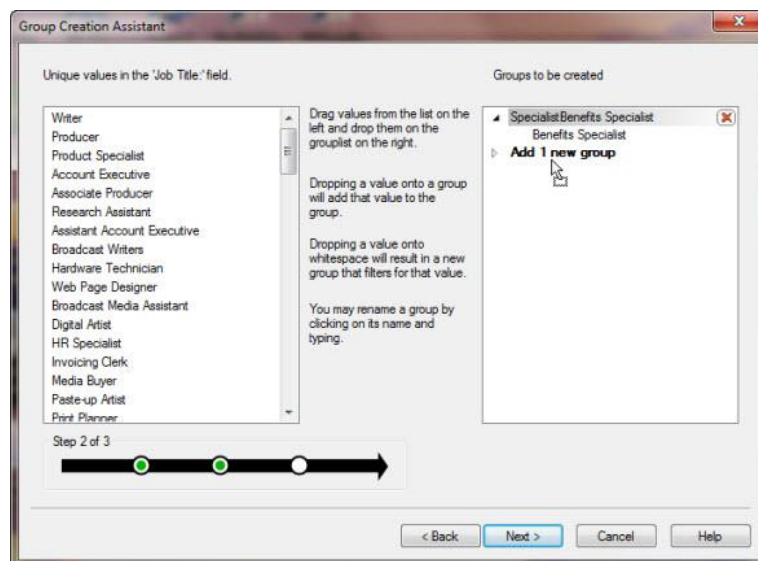 Group Creation Assistant
Unique values in the 'Job Title:' field.
Groups to be created
Writer
Producer
Product Specialist
Account Executive
Associate Producer
Research Assistant
Assistant Account Executive
Broadcast Writers
Hardware Technician
Web Page Designer
Broadcast Media Assistant
Digital Artist
HR Specialist
Invoicing Clerk
Media Buyer
Paste-up Artist
Print Planner
Drag values from the list on the
left and drop them on the
grouplist on the right.
Dropping a value onto a group
will add that value to the
group.
Dropping a value onto
whitespace will result in a new
group that filters for that value.
You may rename a group by
clicking on its name and
typing.
SpecialistBenefits Specialist
Benefits Specialist
Add 1 new group
Step 2 of 3
< Back
Next >
Cancel
Help